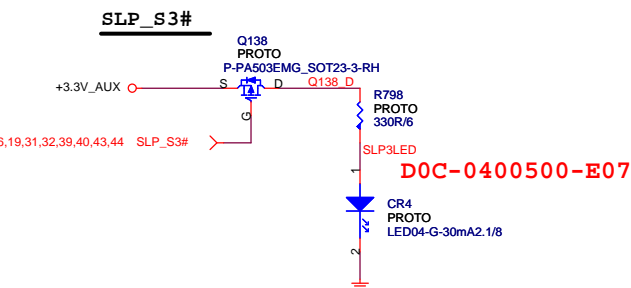 SLP_S3#
Q138
PROTO
P-PA503EMG_SOT23-3-RH
+3.3V_AUX
S
D
Q138_D
G
R798
PROTO
330R/6
6,19,31,32,39,40,43,44 SLP_S3#
SLP3LED
1
D0C-0400500-E07
CR4
PROTO
LED04-G-30mA2.1/8
2